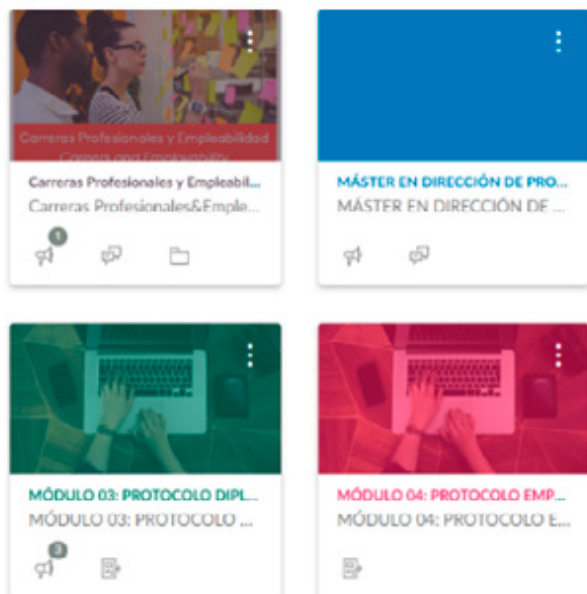 Carreras Profesionales y Empleabilidad
Careers and Employability
Carreras Profesionales y Empleabil...
Carreras Profesionales&Emple...
1
MÁSTER EN DIRECCIÓN DE PRO...
MÁSTER EN DIRECCIÓN DE ...
MÓDULO 03: PROTOCOLO DIPL...
MÓDULO 03: PROTOCOLO ...
3
MÓDULO 04: PROTOCOLO EMP...
MÓDULO 04: PROTOCOLO E...